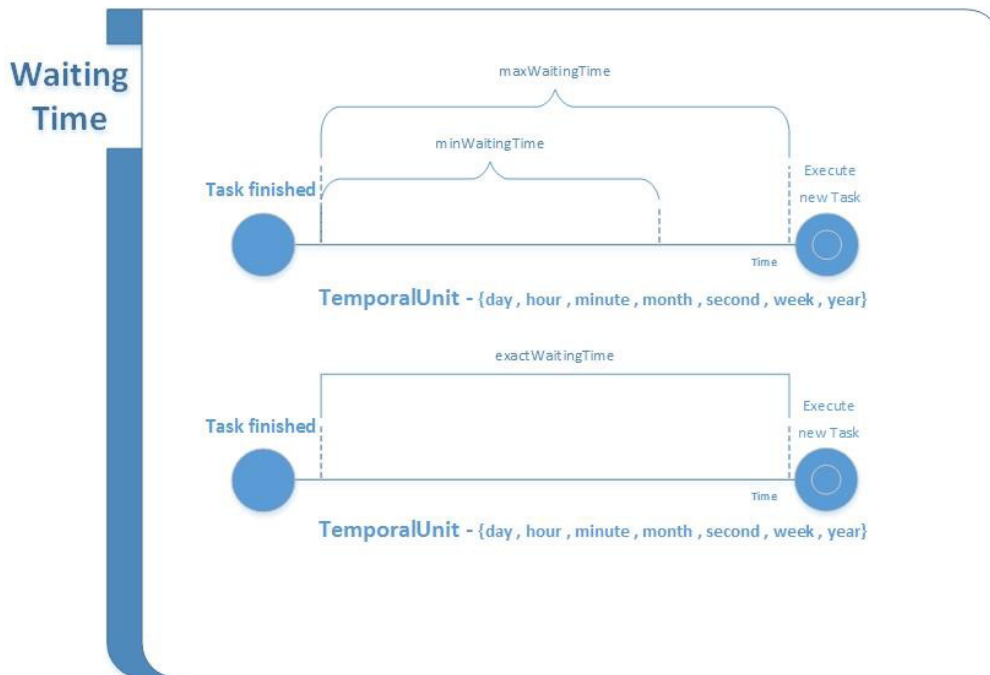 Waiting
Time
maxWaitingTime
minWaitingTime
Task finished
Execute
new Task
Time
TemporalUnit - {day , hour , minute , month , second , week , year}
exactWaitingTime
Task finished
Execute
new Task
Time
TemporalUnit - {day , hour , minute , month , second , week , year}